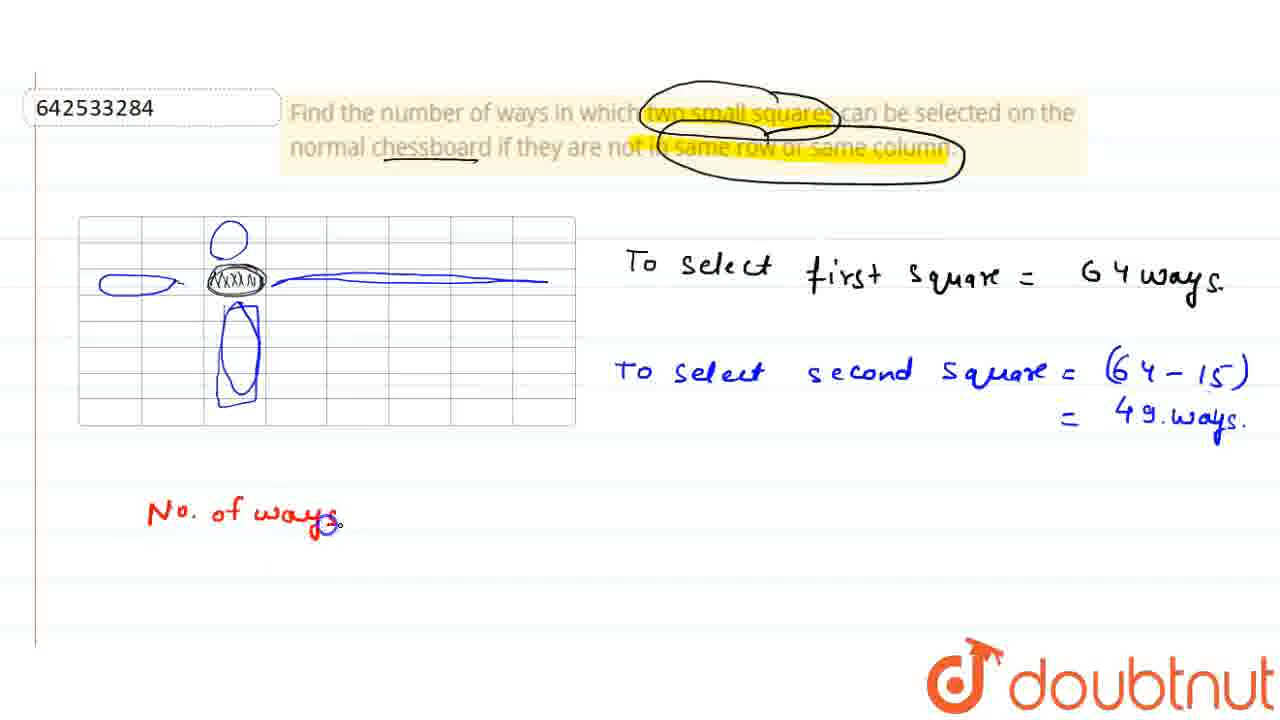 642533284
Find the number of ways in which two small squares can be selected on the
normal chessboard if they are not in same row or same column.
To select first square = 64 ways.
To select second square = (64-15)
= 49.ways.
No. of ways
doubtnut